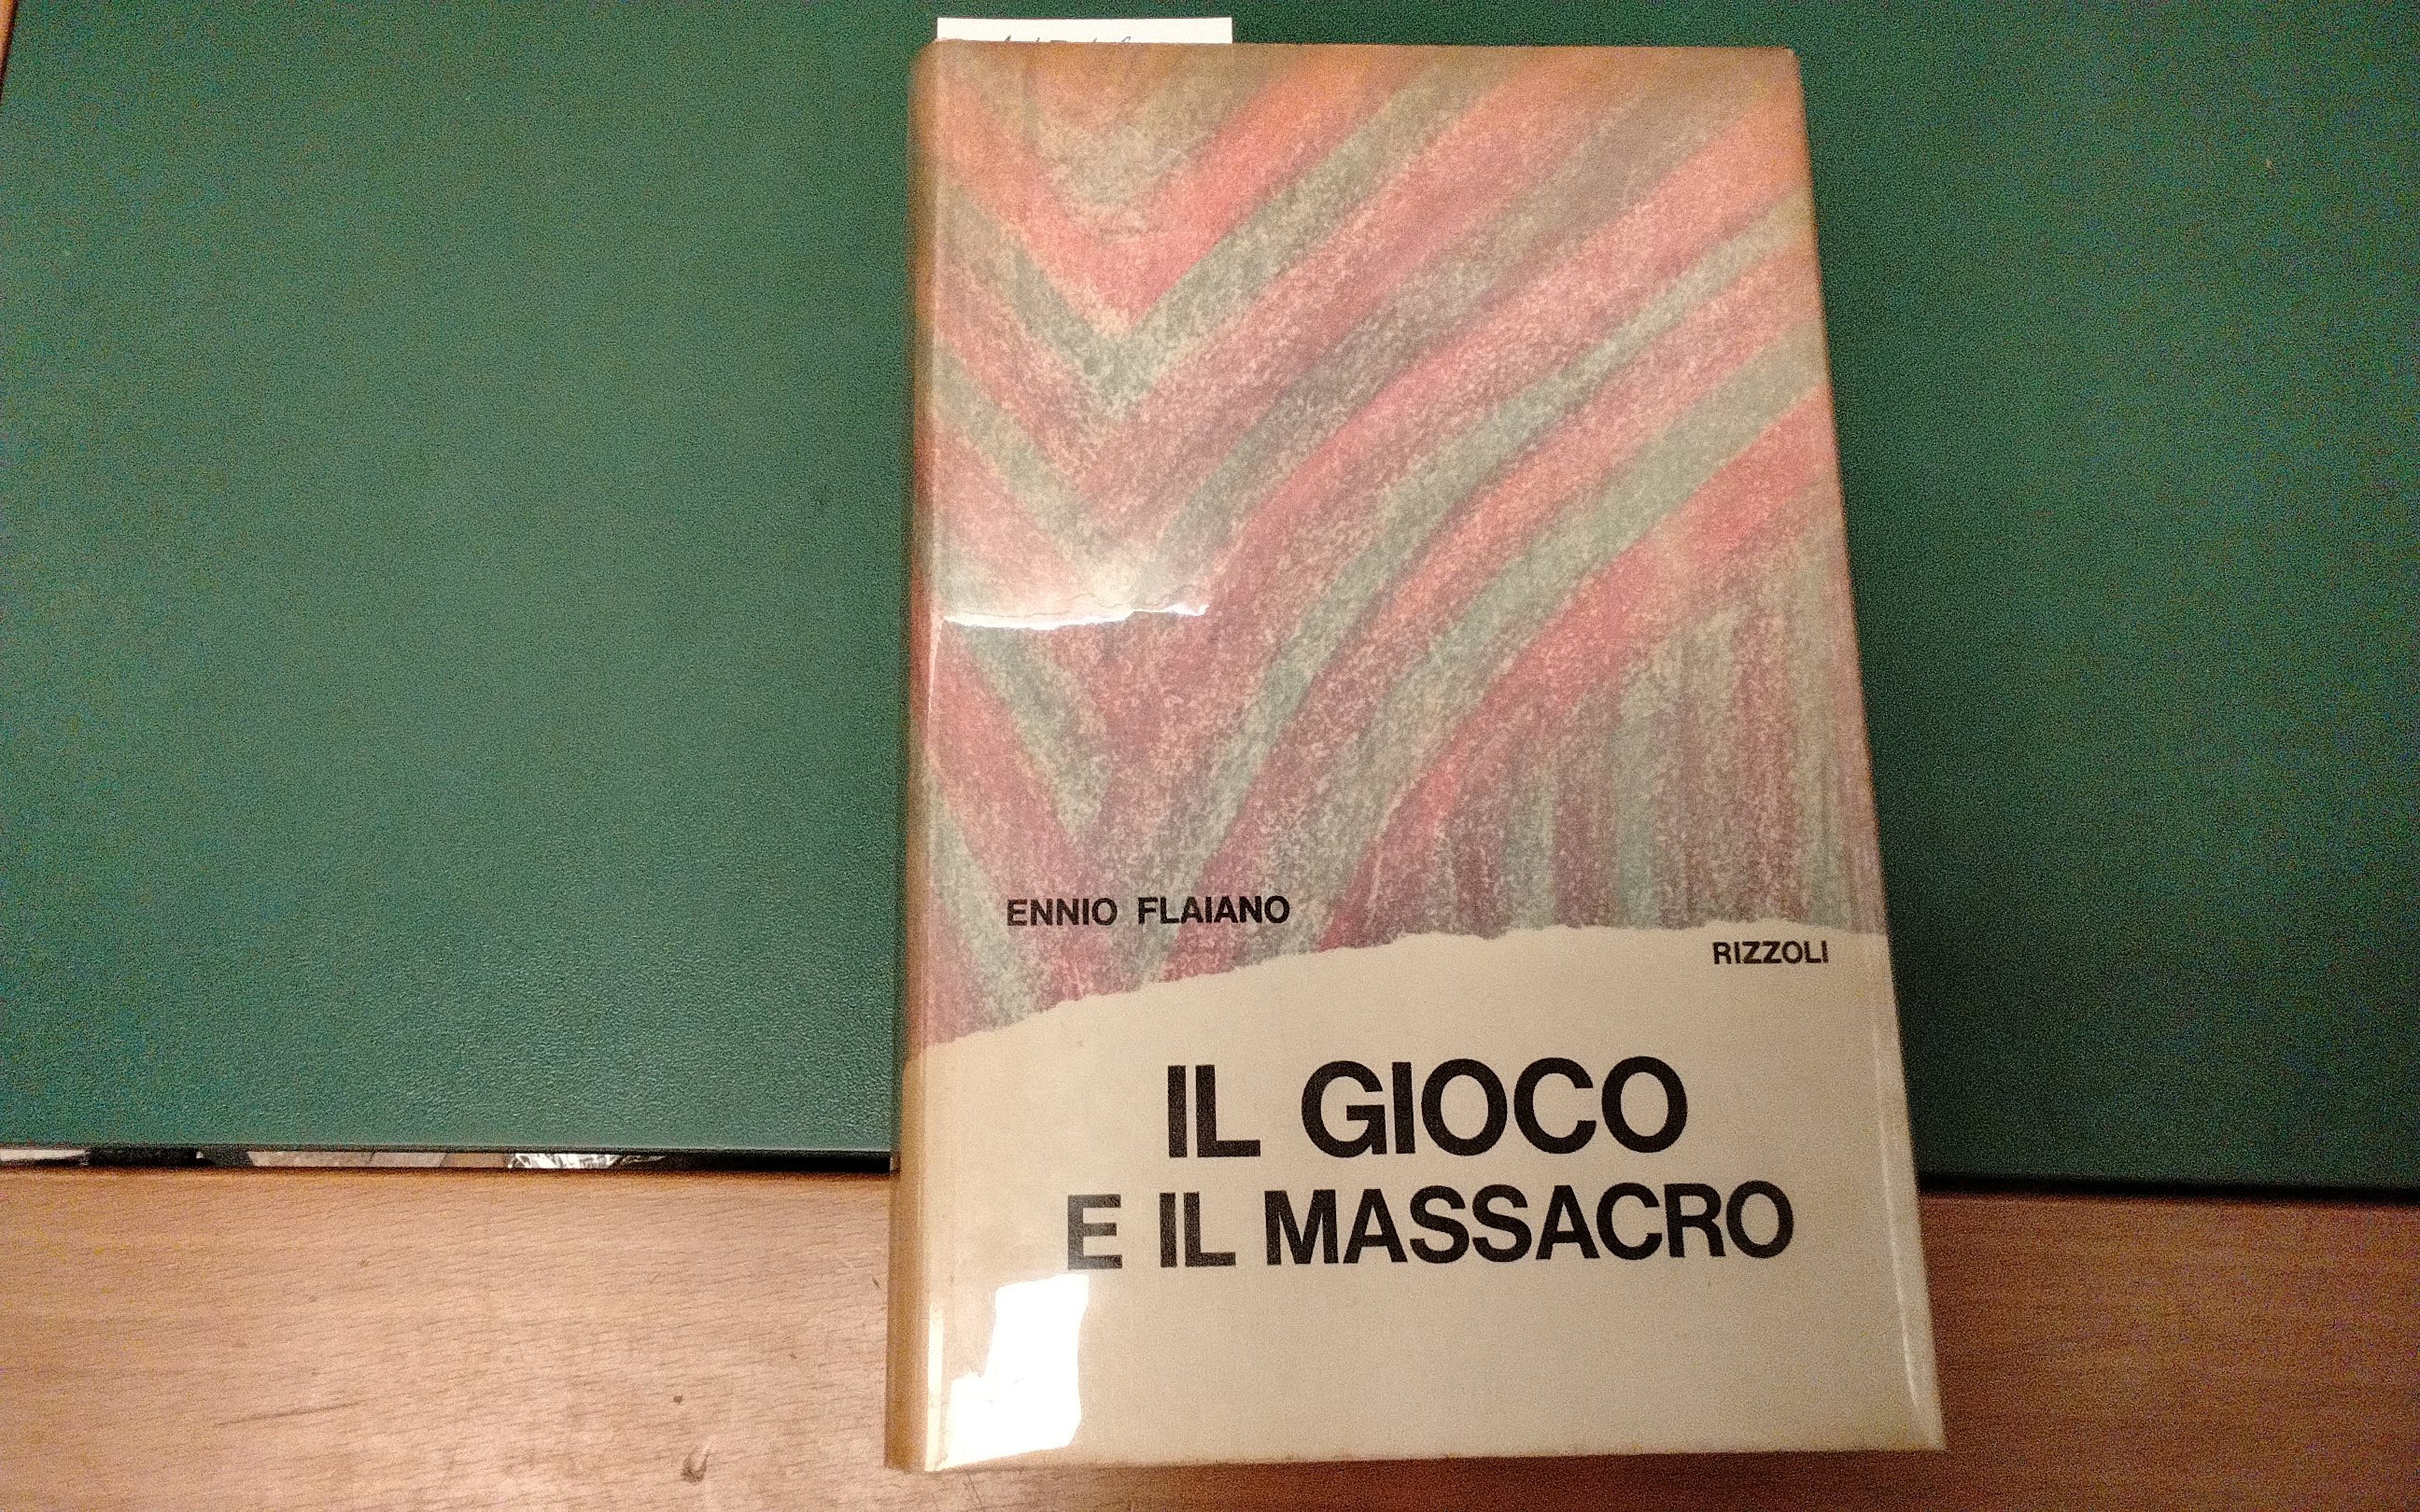 ENNIO FLAIANO
RIZZOLI
IL GIOCO
E IL MASSACRO